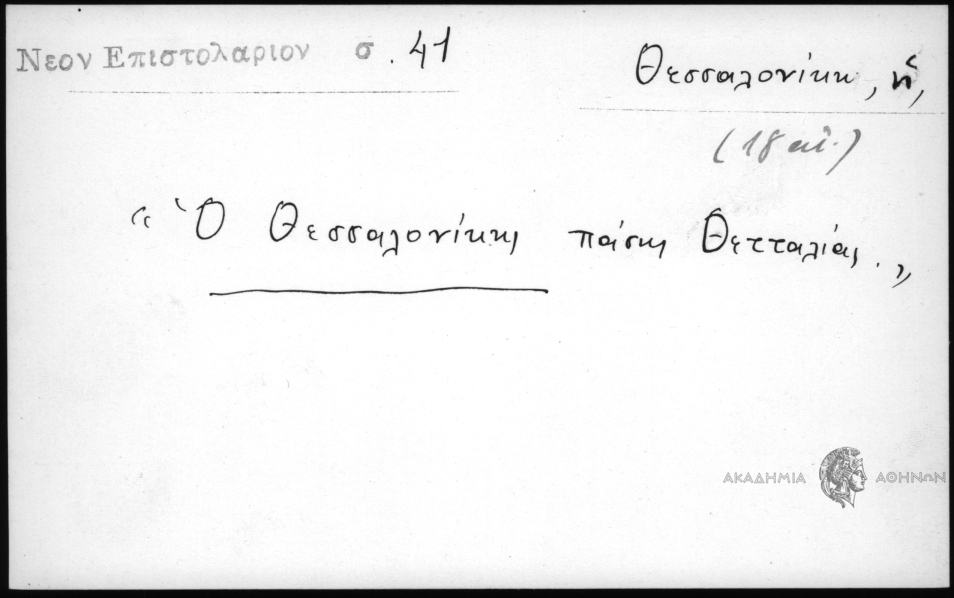 Νεον Επιστολαριον σ. 41
Θεσσαλονίκη, ἡ,
(18 αἰ.)
“ Ὁ Θεσσαλονίκης πάσης Θετταλίας. „
ΑΚΑΔΗΜΙΑ ΑΘΗΝΩΝ